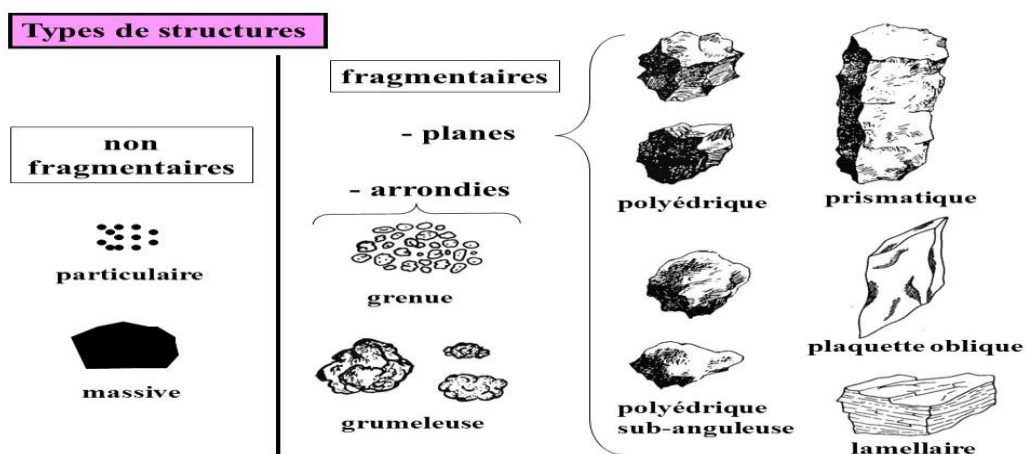 Types de structures
non
fragmentaires
particulaire
massive
fragmentaires
- planes
- arrondies
grenue
grumeleuse
polyédrique
prismatique
polyédrique
sub-anguleuse
plaquette oblique
lamellaire